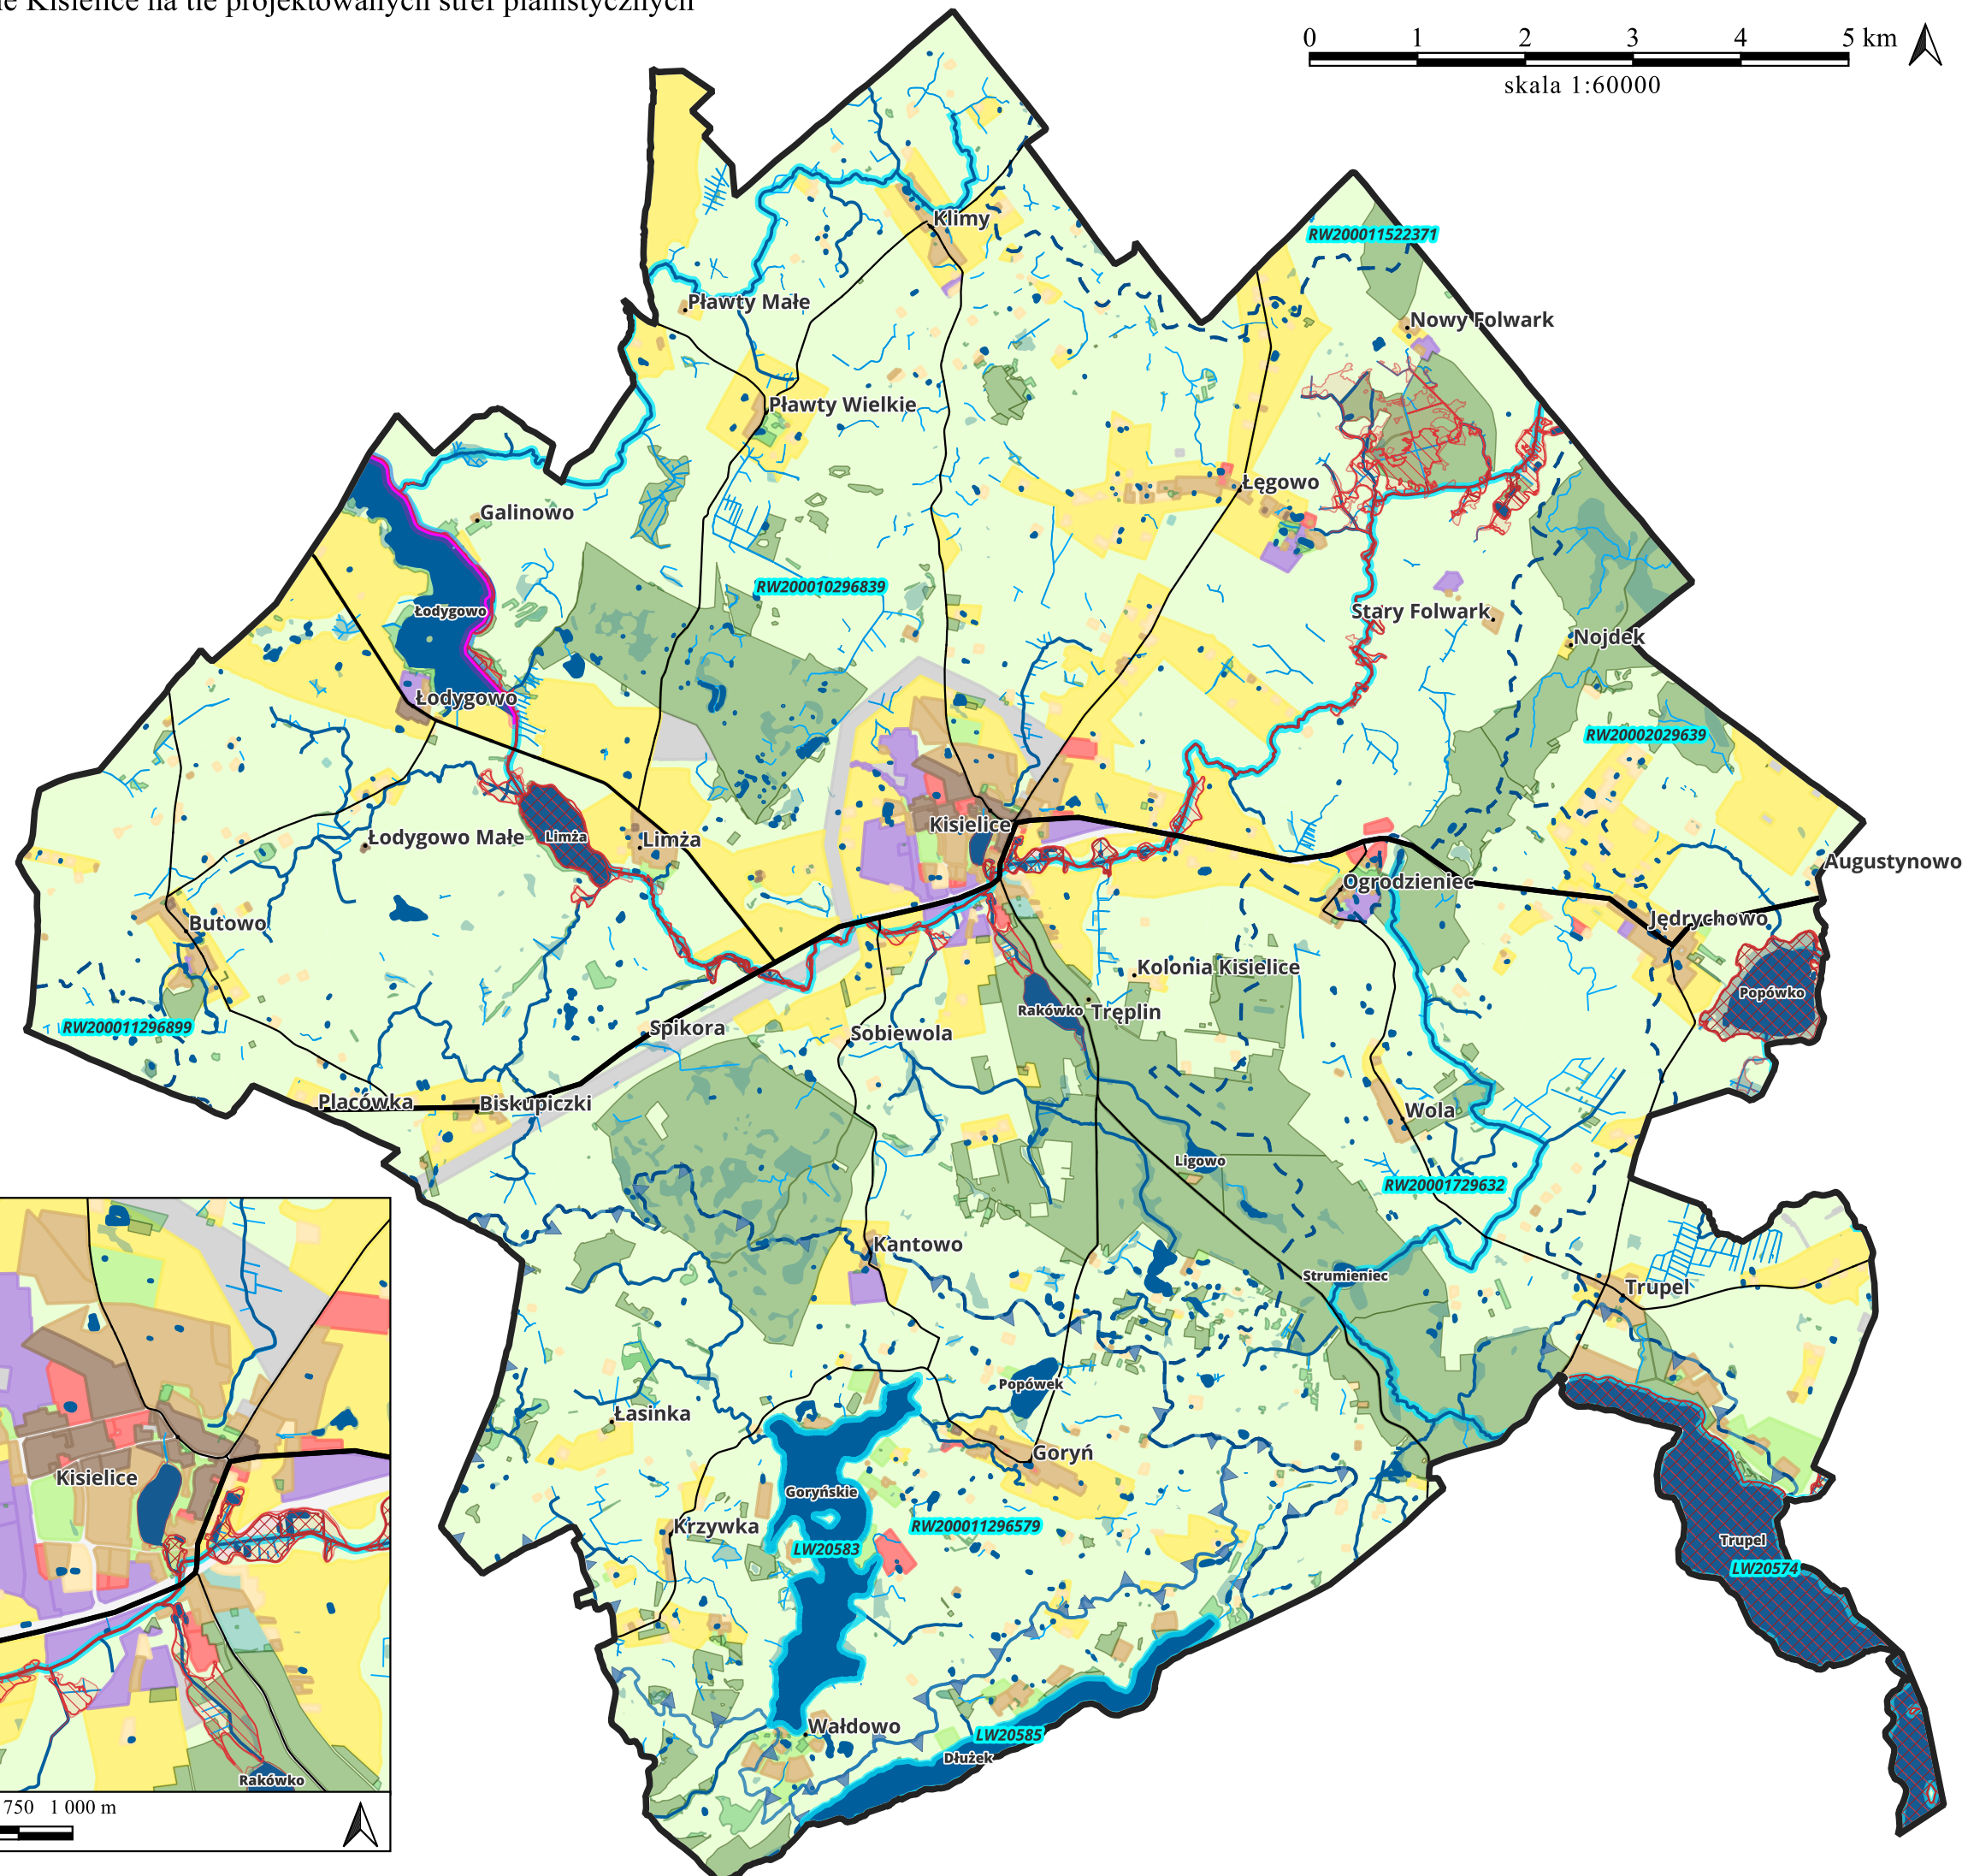 Kisielice na tle projektowanych stref planistycznych
0 1 2 3 4 5 km
skala 1:60000
Klimy
RW200011522371
Pławty Małe
Nowy Folwark
Pławty Wielkie
Łęgowo
Galinowo
RW200010296839
Łodygowo
Stary Folwark
Nojdek
Łodygowo
RW20002029639
Kisielice
Łodygowo Małe
Limża
Limża
Augustynowo
Ogrodzieniec
Butowo
Jędrychowo
Kolonia Kisielice
Popówko
Rakówko
Tręplin
RW200011296899
Spikora
Sobiewola
Placówka
Biskupiczki
Wola
Ligowo
RW20001729632
Kantowo
Strumieniec
Trupel
Popówek
Łasinka
Goryń
Kisielice
Goryńskie
Krzywka
RW200011296579
LW20583
Trupel
LW20574
Wałdowo
LW20585
Dłużek
Rakówko
750 1 000 m